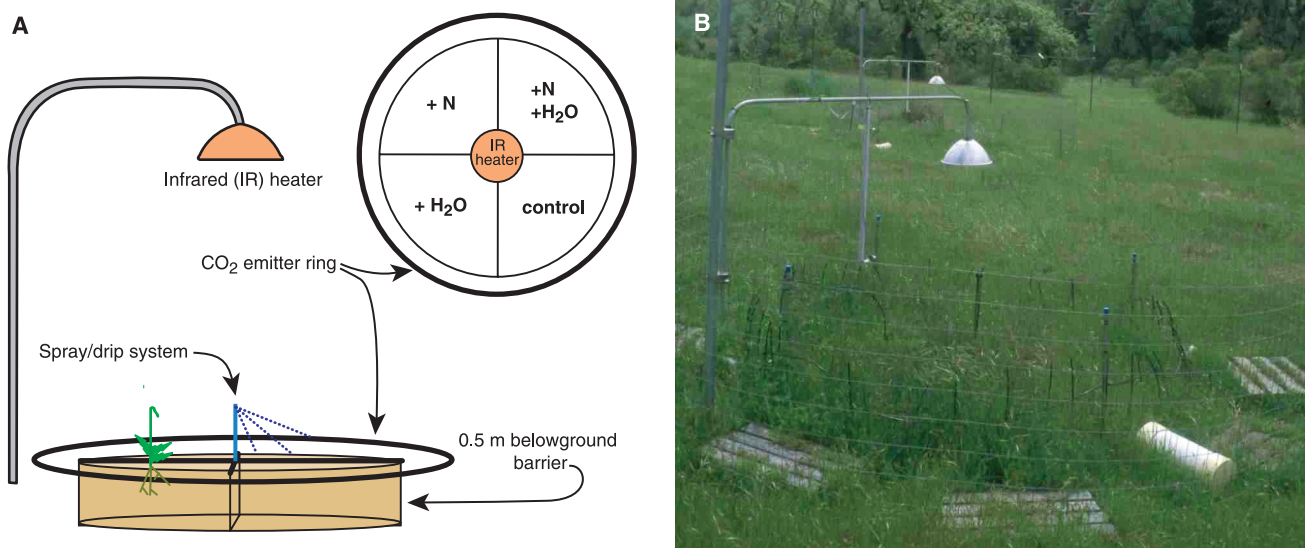 A
+ N
+N
+H₂O
IR
heater
+ H₂O
control
Infrared (IR) heater
CO₂ emitter ring
Spray/drip system
0.5 m belowground
barrier
B